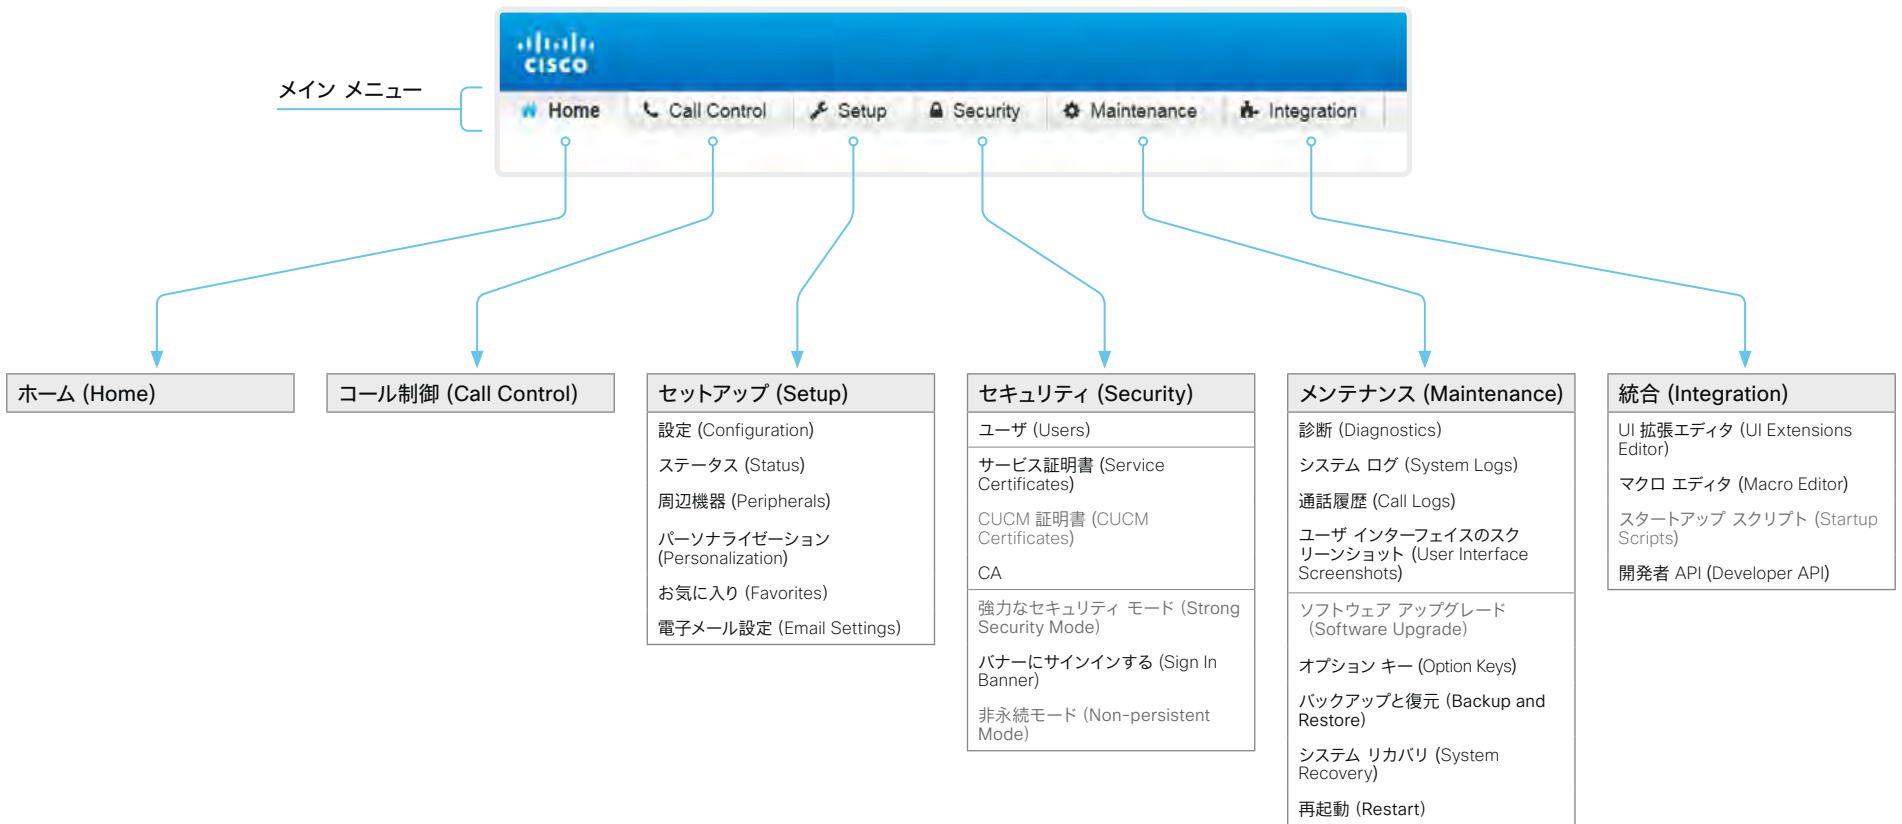 CISCO
メイン メニュー
Home Call Control Setup Security Maintenance Integration
ホーム (Home)
コール制御 (Call Control)
セットアップ (Setup)
設定 (Configuration)
ステータス (Status)
周辺機器 (Peripherals)
パーソナライゼーション
(Personalization)
お気に入り (Favorites)
電子メール設定 (Email Settings)
セキュリティ (Security)
ユーザ (Users)
サービス証明書 (Service
Certificates)
CUCM 証明書 (CUCM
Certificates)
CA
強力なセキュリティ モード (Strong
Security Mode)
バナーにサインインする (Sign In
Banner)
非永続モード (Non-persistent
Mode)
メンテナンス (Maintenance)
診断 (Diagnostics)
システム ログ (System Logs)
通話履歴 (Call Logs)
ユーザ インターフェイスのスク
リーンショット (User Interface
Screenshots)
ソフトウェア アップグレード
(Software Upgrade)
オプション キー (Option Keys)
バックアップと復元 (Backup and
Restore)
システム リカバリ (System
Recovery)
再起動 (Restart)
統合 (Integration)
UI 拡張エディタ (UI Extensions
Editor)
マクロ エディタ (Macro Editor)
スタートアップ スクリプト (Startup
Scripts)
開発者 API (Developer API)